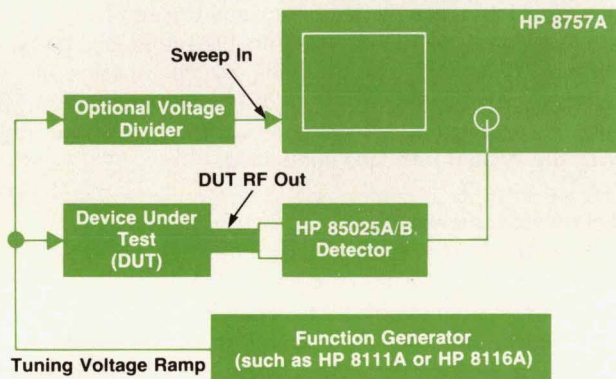 HP 8757A
Sweep In
Optional Voltage
Divider
DUT RF Out
Device Under
Test
(DUT)
HP 85025A/B
Detector
Function Generator
(such as HP 8111A or HP 8116A)
Tuning Voltage Ramp